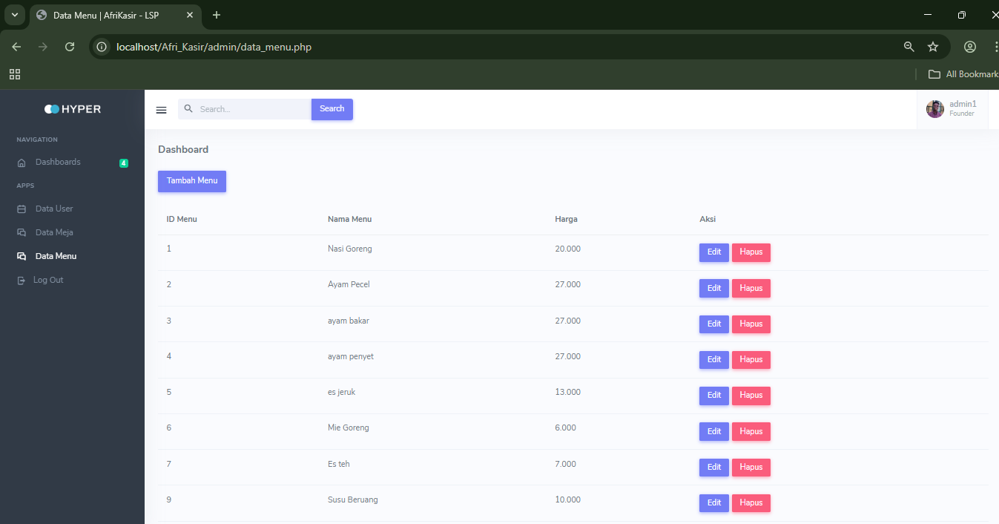 Data Menu | AfriKasir - LSP
localhost/Afri_Kasir/admin/data_menu.php
All Bookmark
HYPER
Search...
Search
admin1
Founder
NAVIGATION
Dashboards 4
APPS
Data User
Data Meja
Data Menu
Log Out
Dashboard
Tambah Menu
ID Menu Nama Menu Harga Aksi
1 Nasi Goreng 20.000 Edit Hapus
2 Ayam Pecel 27.000 Edit Hapus
3 ayam bakar 27.000 Edit Hapus
4 ayam penyet 27.000 Edit Hapus
5 es jeruk 13.000 Edit Hapus
6 Mie Goreng 6.000 Edit Hapus
7 Es teh 7.000 Edit Hapus
9 Susu Beruang 10.000 Edit Hapus